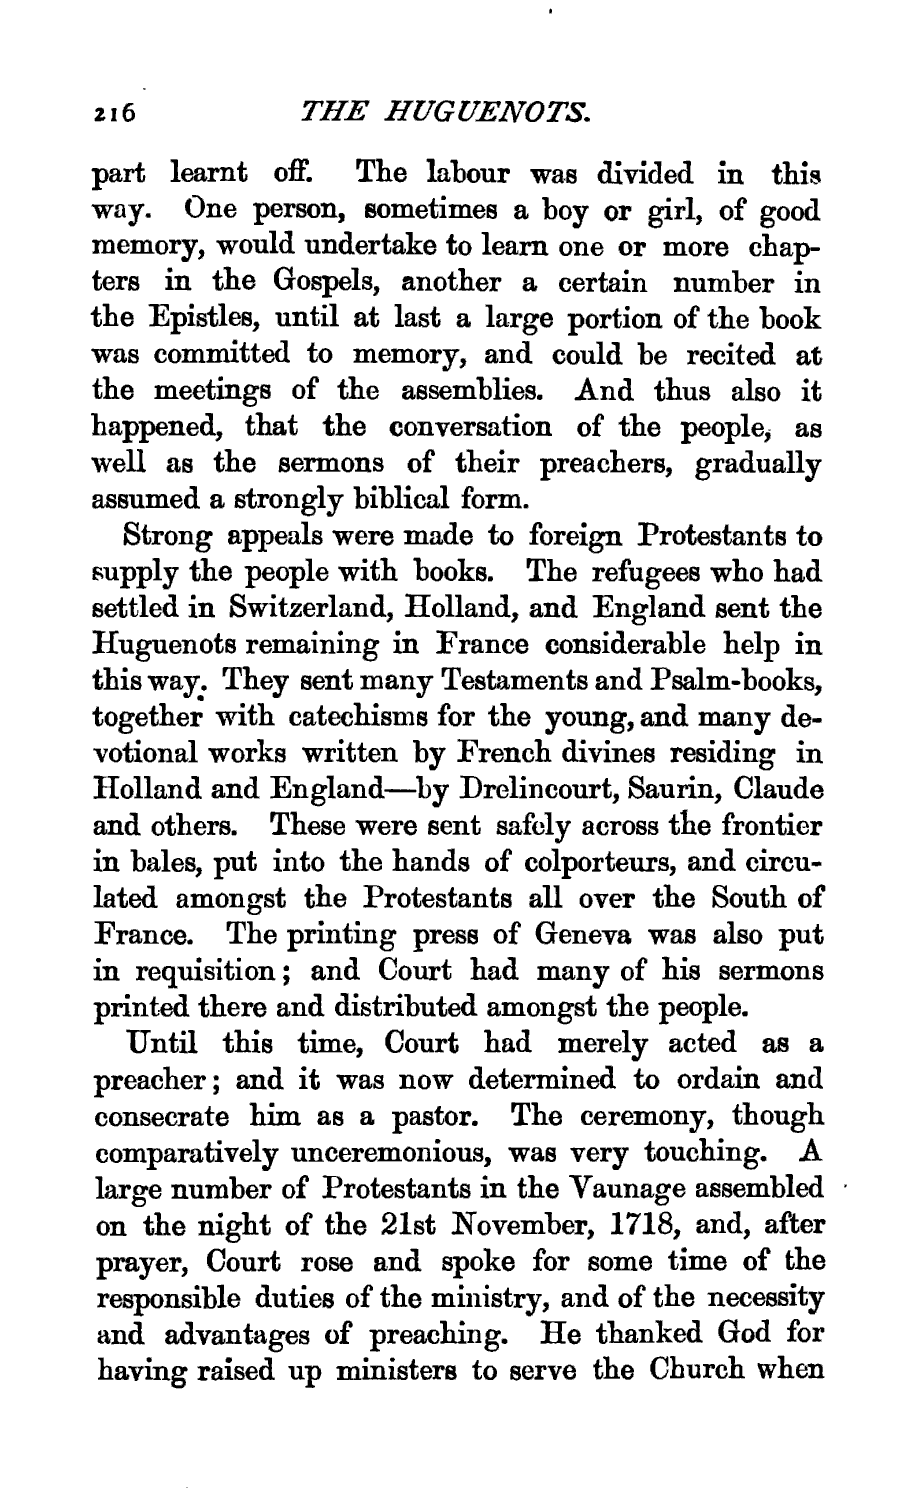 216 THE HUGUENOTS.
part learnt off. The labour was divided in this
way. One person, sometimes a boy or girl, of good
memory, would undertake to learn one or more chap-
ters in the Gospels, another a certain number in
the Epistles, until at last a large portion of the book
was committed to memory, and could be recited at
the meetings of the assemblies. And thus also it
happened, that the conversation of the people, as
well as the sermons of their preachers, gradually
assumed a strongly biblical form.
Strong appeals were made to foreign Protestants to
supply the people with books. The refugees who had
settled in Switzerland, Holland, and England sent the
Huguenots remaining in France considerable help in
this way. They sent many Testaments and Psalm-books,
together with catechisms for the young, and many de-
votional works written by French divines residing in
Holland and England—by Drelincourt, Saurin, Claude
and others. These were sent safely across the frontier
in bales, put into the hands of colporteurs, and circu-
lated amongst the Protestants all over the South of
France. The printing press of Geneva was also put
in requisition; and Court had many of his sermons
printed there and distributed amongst the people.
Until this time, Court had merely acted as a
preacher; and it was now determined to ordain and
consecrate him as a pastor. The ceremony, though
comparatively unceremonious, was very touching. A
large number of Protestants in the Vaunage assembled
on the night of the 21st November, 1718, and, after
prayer, Court rose and spoke for some time of the
responsible duties of the ministry, and of the necessity
and advantages of preaching. He thanked God for
having raised up ministers to serve the Church when